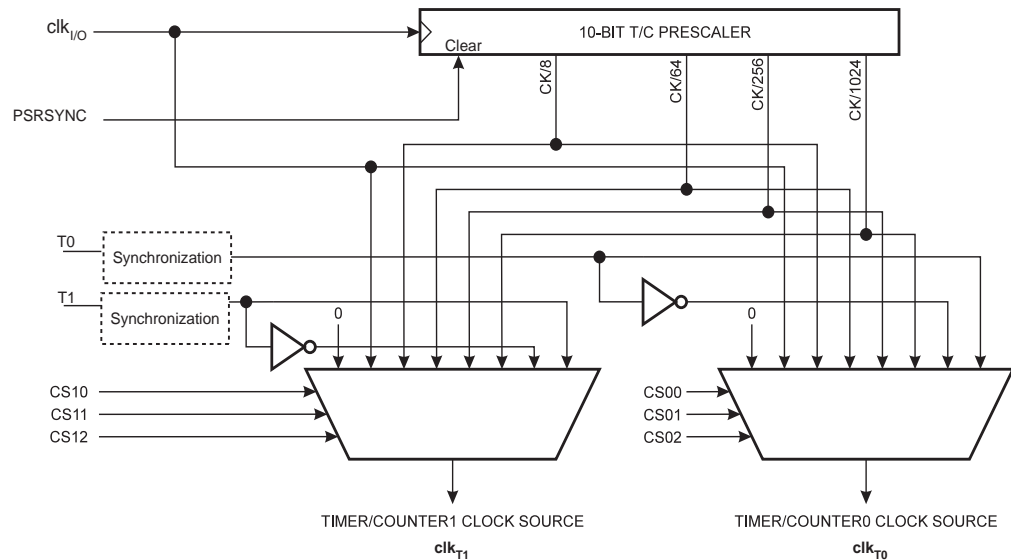 clkI/O
10-BIT T/C PRESCALER
Clear
CK/8
CK/64
CK/256
CK/1024
PSRSYNC
T0
Synchronization
T1
Synchronization
0
0
CS10
CS11
CS12
CS00
CS01
CS02
TIMER/COUNTER1 CLOCK SOURCE
clkT1
TIMER/COUNTER0 CLOCK SOURCE
clkT0